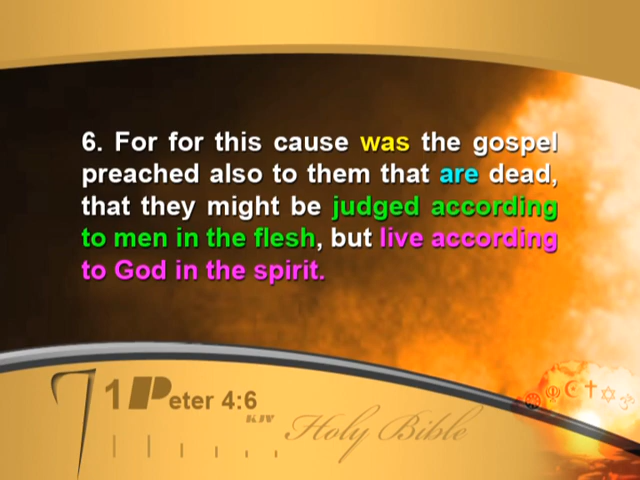 6. For for this cause was the gospel
preached also to them that are dead,
that they might be judged according
to men in the flesh, but live according
to God in the spirit.
1 Peter 4:6
KJV
Holy Bible